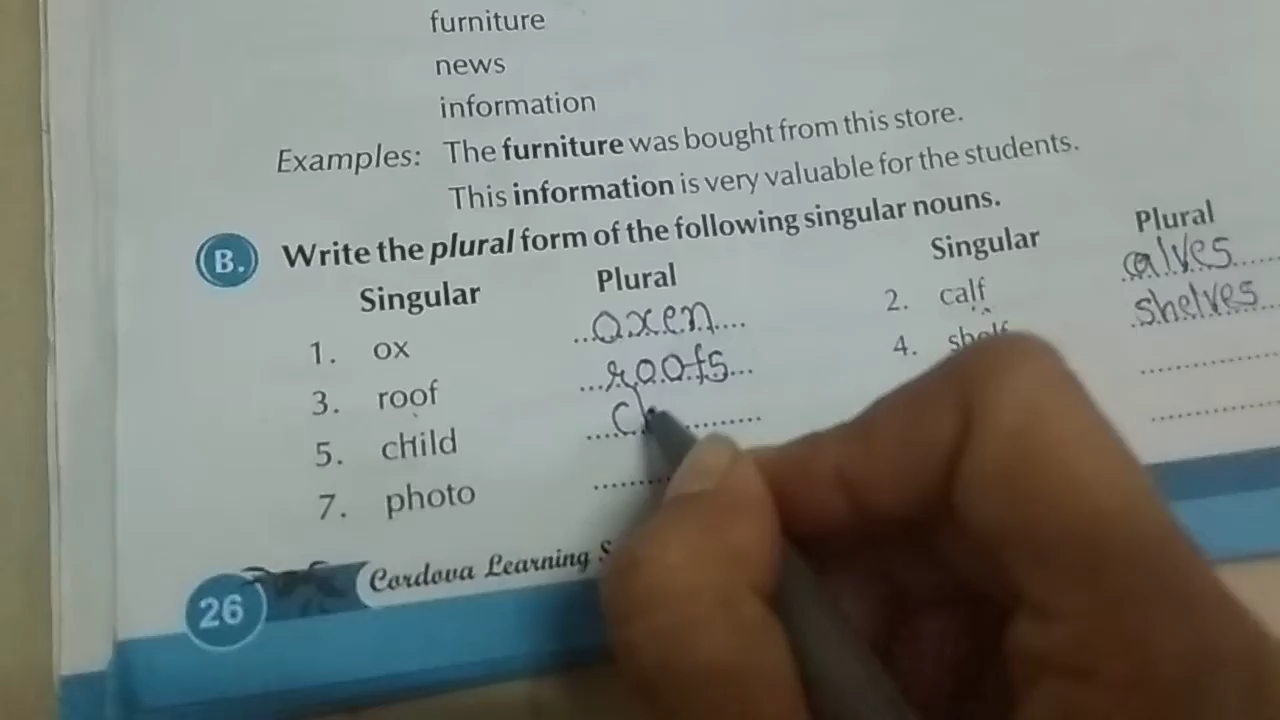 furniture
news
information
Examples: The furniture was bought from this store.
This information is very valuable for the students.
B. Write the plural form of the following singular nouns.
Singular Plural Singular Plural
1. ox oxen 2. calf calves
3. roof roofs 4. shelf shelves
5. child ch
7. photo
26 Cordova Learning